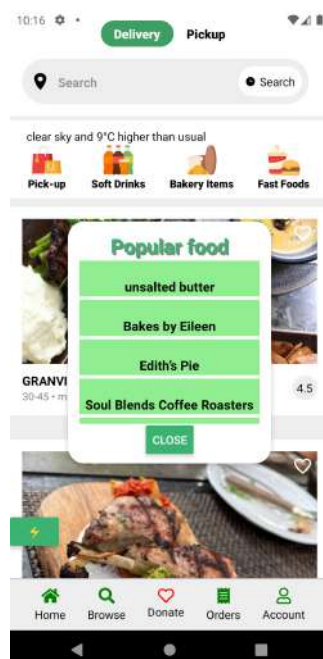 10:16
Delivery Pickup
Search Search
clear sky and 9°C higher than usual
Pick-up Soft Drinks Bakery Items Fast Foods
Popular food
unsalted butter
Bakes by Eileen
Edith's Pie
Soul Blends Coffee Roasters
GRANVI 4.5
30-45 • m
CLOSE
Home Browse Donate Orders Account